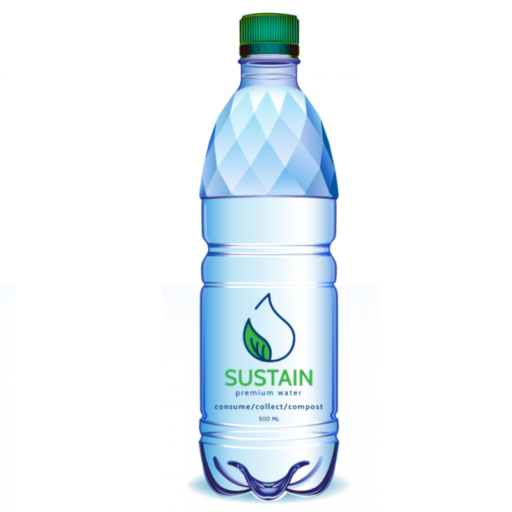 SUSTAIN
premium water
consume/collect/compost
500 ML